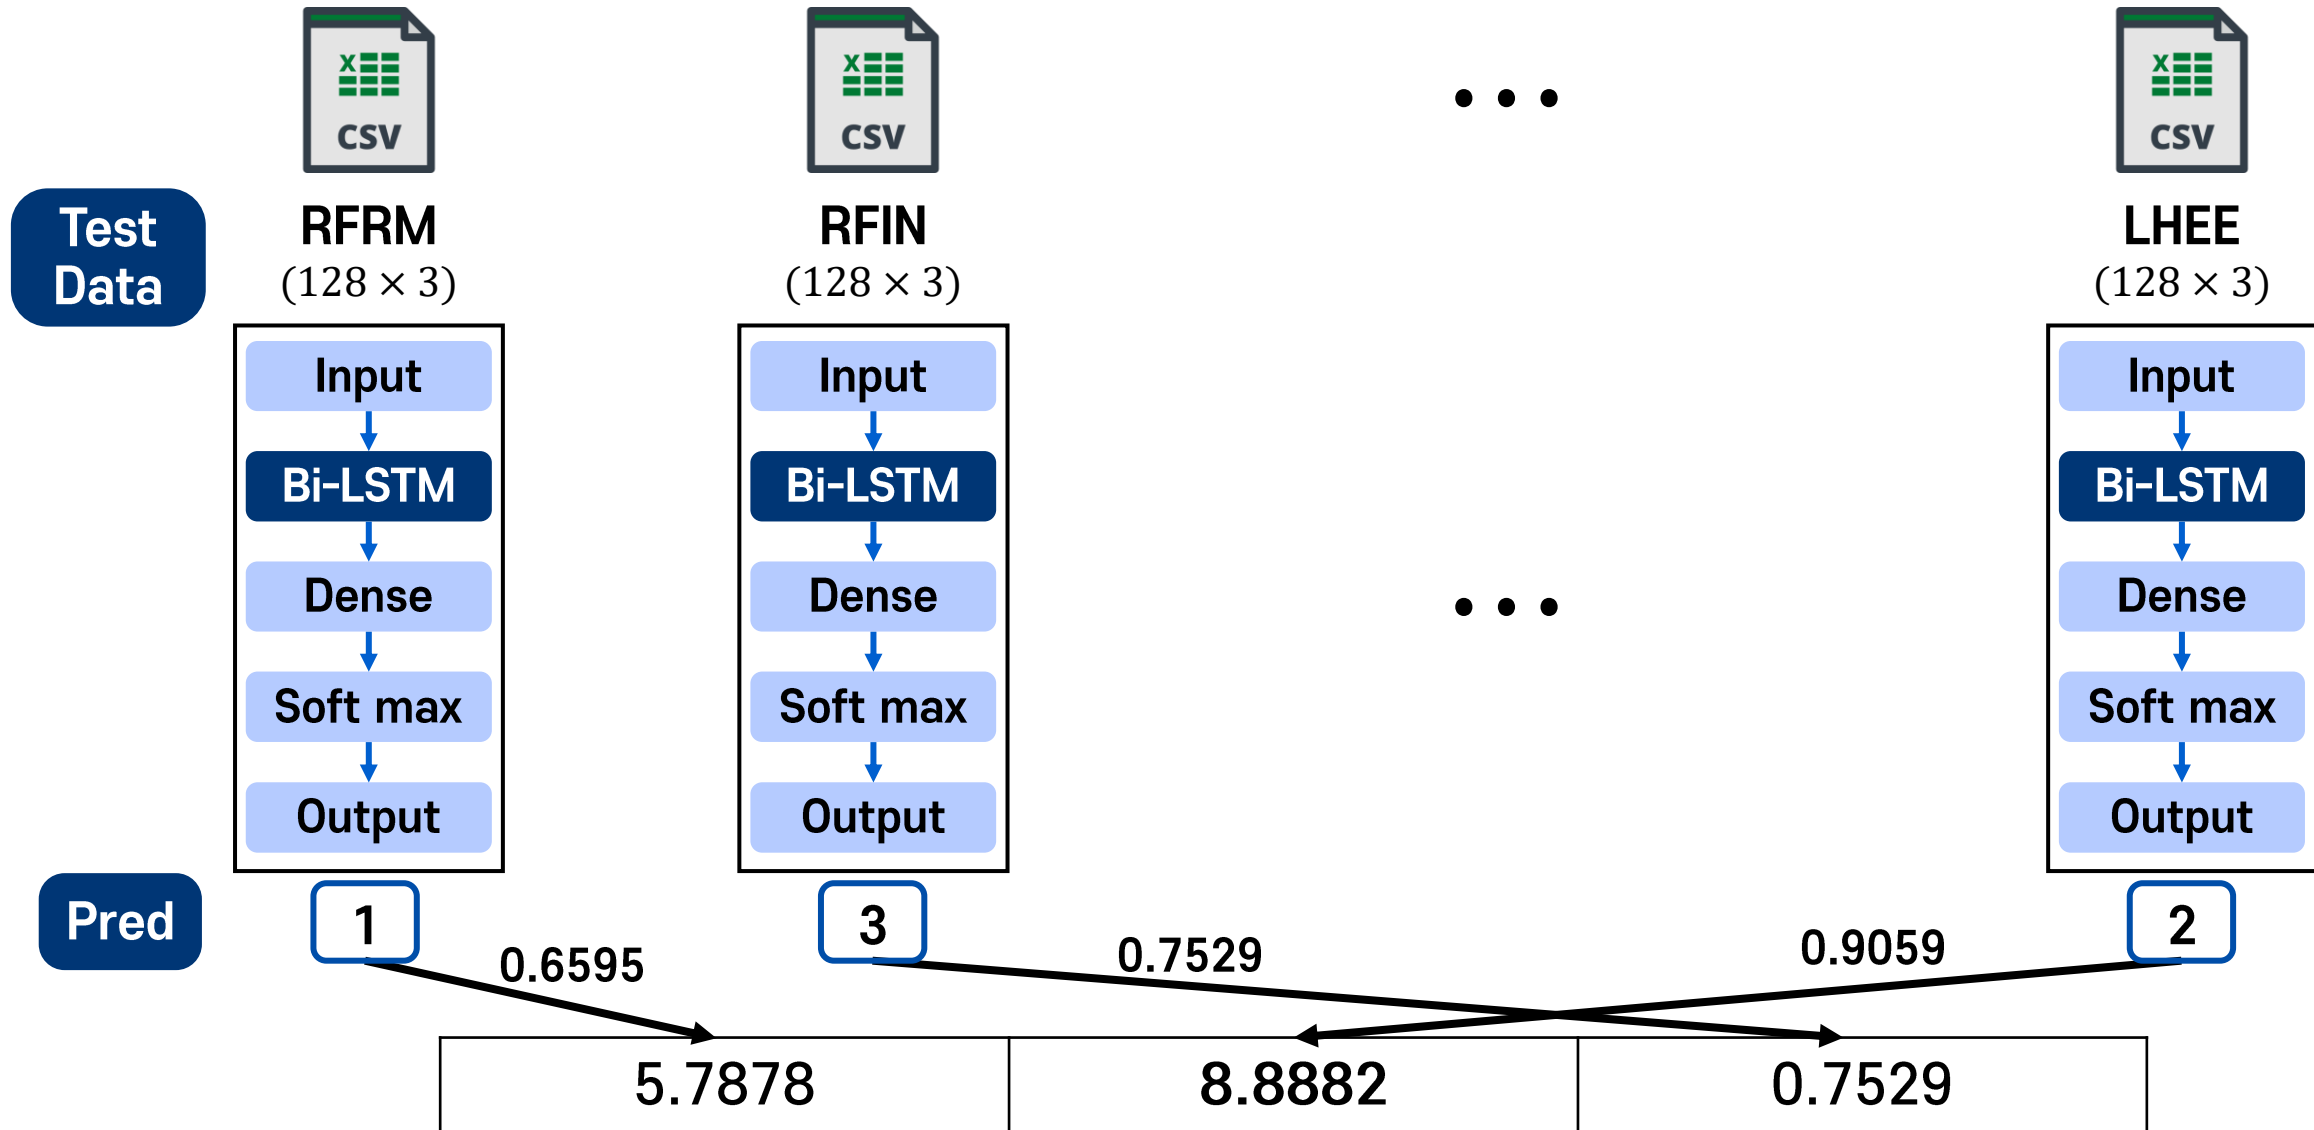 X
CSV
X
CSV
• • •
X
CSV
Test
Data
RFRM
(128 × 3)
RFIN
(128 × 3)
LHEE
(128 × 3)
Input
Bi-LSTM
Dense
Soft max
Output
Input
Bi-LSTM
Dense
Soft max
Output
• • •
Input
Bi-LSTM
Dense
Soft max
Output
Pred
1
3
2
0.6595
0.7529
0.9059
5.7878
8.8882
0.7529